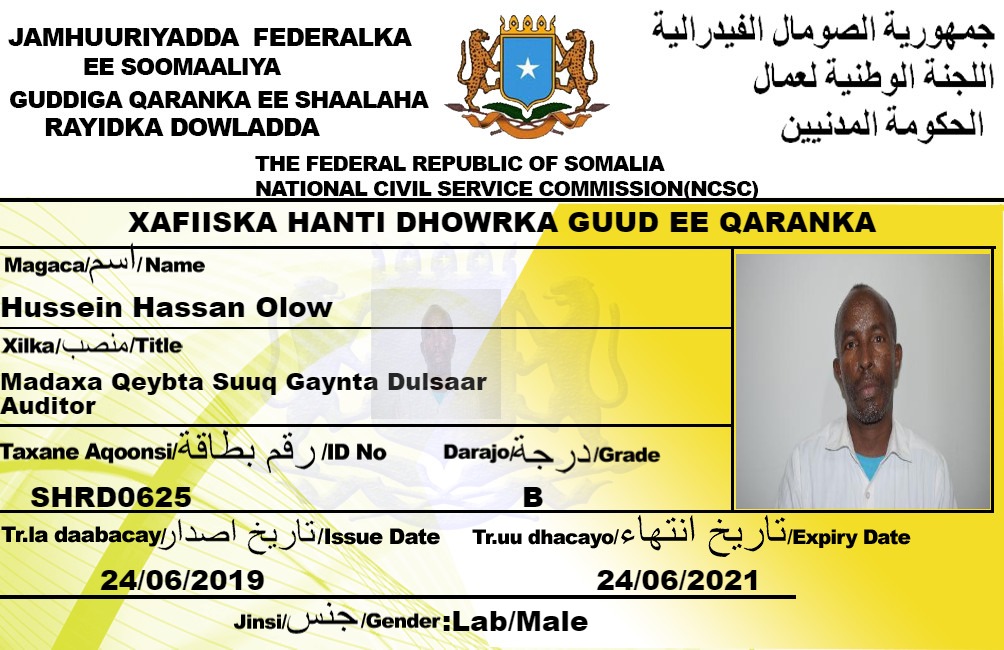 JAMHUURIYADDA FEDERALKA
EE SOOMAALIYA
GUDDIGA QARANKA EE SHAALAHA
RAYIDKA DOWLADDA
جمهورية الصومال الفيدرالية
اللجنة الوطنية لعمال
الحكومة المدنيين
THE FEDERAL REPUBLIC OF SOMALIA
NATIONAL CIVIL SERVICE COMMISSION(NCSC)
XAFIISKA HANTI DHOWRKA GUUD EE QARANKA
Magaca/اسم/Name
Hussein Hassan Olow
Xilka/منصب/Title
Madaxa Qeybta Suuq Gaynta Dulsaar
Auditor
Taxane Aqoonsi/رقم بطاقة/ID No
Darajo/درجة/Grade
SHRD0625
B
Tr.la daabacay/تاريخ اصدار/Issue Date
Tr.uu dhacayo/تاريخ انتهاء/Expiry Date
24/06/2019
24/06/2021
Jinsi/جنس/Gender:Lab/Male